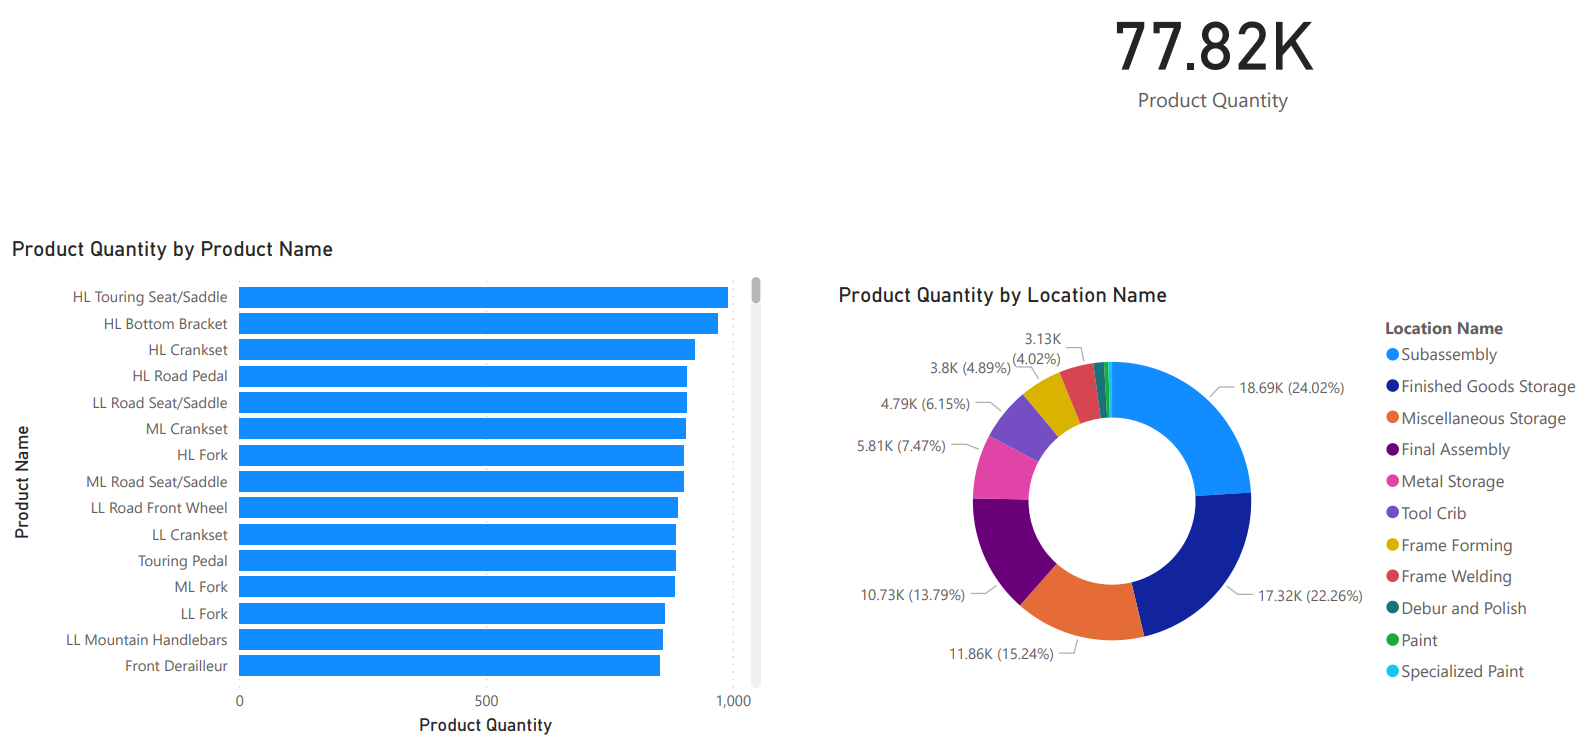 77.82K
Product Quantity
Product Quantity by Product Name
Product Name
HL Touring Seat/Saddle
HL Bottom Bracket
HL Crankset
HL Road Pedal
LL Road Seat/Saddle
ML Crankset
HL Fork
ML Road Seat/Saddle
LL Road Front Wheel
LL Crankset
Touring Pedal
ML Fork
LL Fork
LL Mountain Handlebars
Front Derailleur
0 500 1,000
Product Quantity
Product Quantity by Location Name
3.13K
(4.02%)
3.8K (4.89%)
4.79K (6.15%)
5.81K (7.47%)
10.73K (13.79%)
11.86K (15.24%)
18.69K (24.02%)
17.32K (22.26%)
Location Name
Subassembly
Finished Goods Storage
Miscellaneous Storage
Final Assembly
Metal Storage
Tool Crib
Frame Forming
Frame Welding
Debur and Polish
Paint
Specialized Paint